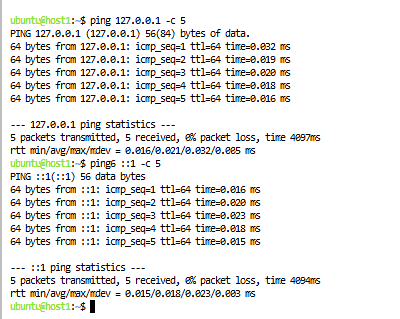 ubuntu@host1:~$ ping 127.0.0.1 -c 5
PING 127.0.0.1 (127.0.0.1) 56(84) bytes of data.
64 bytes from 127.0.0.1: icmp_seq=1 ttl=64 time=0.032 ms
64 bytes from 127.0.0.1: icmp_seq=2 ttl=64 time=0.019 ms
64 bytes from 127.0.0.1: icmp_seq=3 ttl=64 time=0.020 ms
64 bytes from 127.0.0.1: icmp_seq=4 ttl=64 time=0.018 ms
64 bytes from 127.0.0.1: icmp_seq=5 ttl=64 time=0.016 ms

--- 127.0.0.1 ping statistics ---
5 packets transmitted, 5 received, 0% packet loss, time 4097ms
rtt min/avg/max/mdev = 0.016/0.021/0.032/0.005 ms
ubuntu@host1:~$ ping6 ::1 -c 5
PING ::1(::1) 56 data bytes
64 bytes from ::1: icmp_seq=1 ttl=64 time=0.016 ms
64 bytes from ::1: icmp_seq=2 ttl=64 time=0.020 ms
64 bytes from ::1: icmp_seq=3 ttl=64 time=0.023 ms
64 bytes from ::1: icmp_seq=4 ttl=64 time=0.018 ms
64 bytes from ::1: icmp_seq=5 ttl=64 time=0.015 ms

--- ::1 ping statistics ---
5 packets transmitted, 5 received, 0% packet loss, time 4094ms
rtt min/avg/max/mdev = 0.015/0.018/0.023/0.003 ms
ubuntu@host1:~$